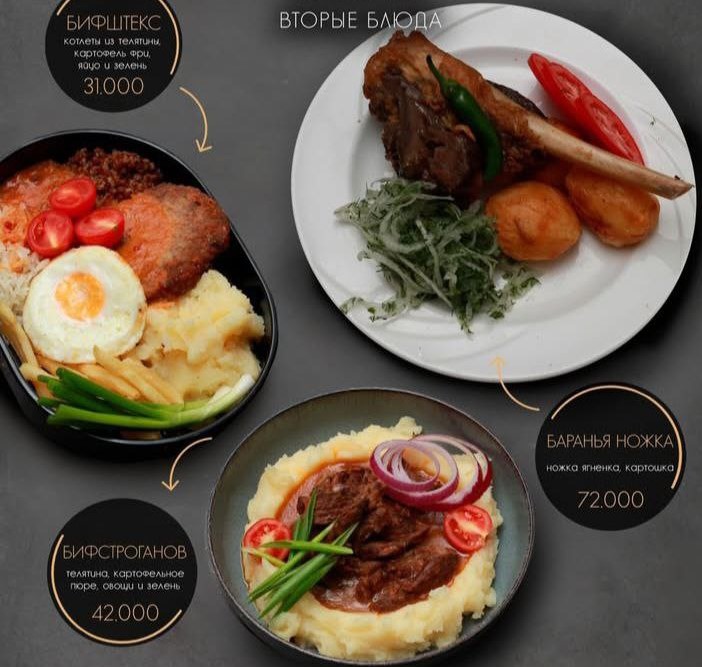 ВТОРЫЕ БЛЮДА
БИФШТЕКС
котлеты из телятины,
картофель фри,
яйцо и зелень
31.000
БАРАНЬЯ НОЖКА
ножка ягненка, картошка
72.000
БИФСТРОГАНОВ
телятина, картофельное
пюре, овощи и зелень
42.000